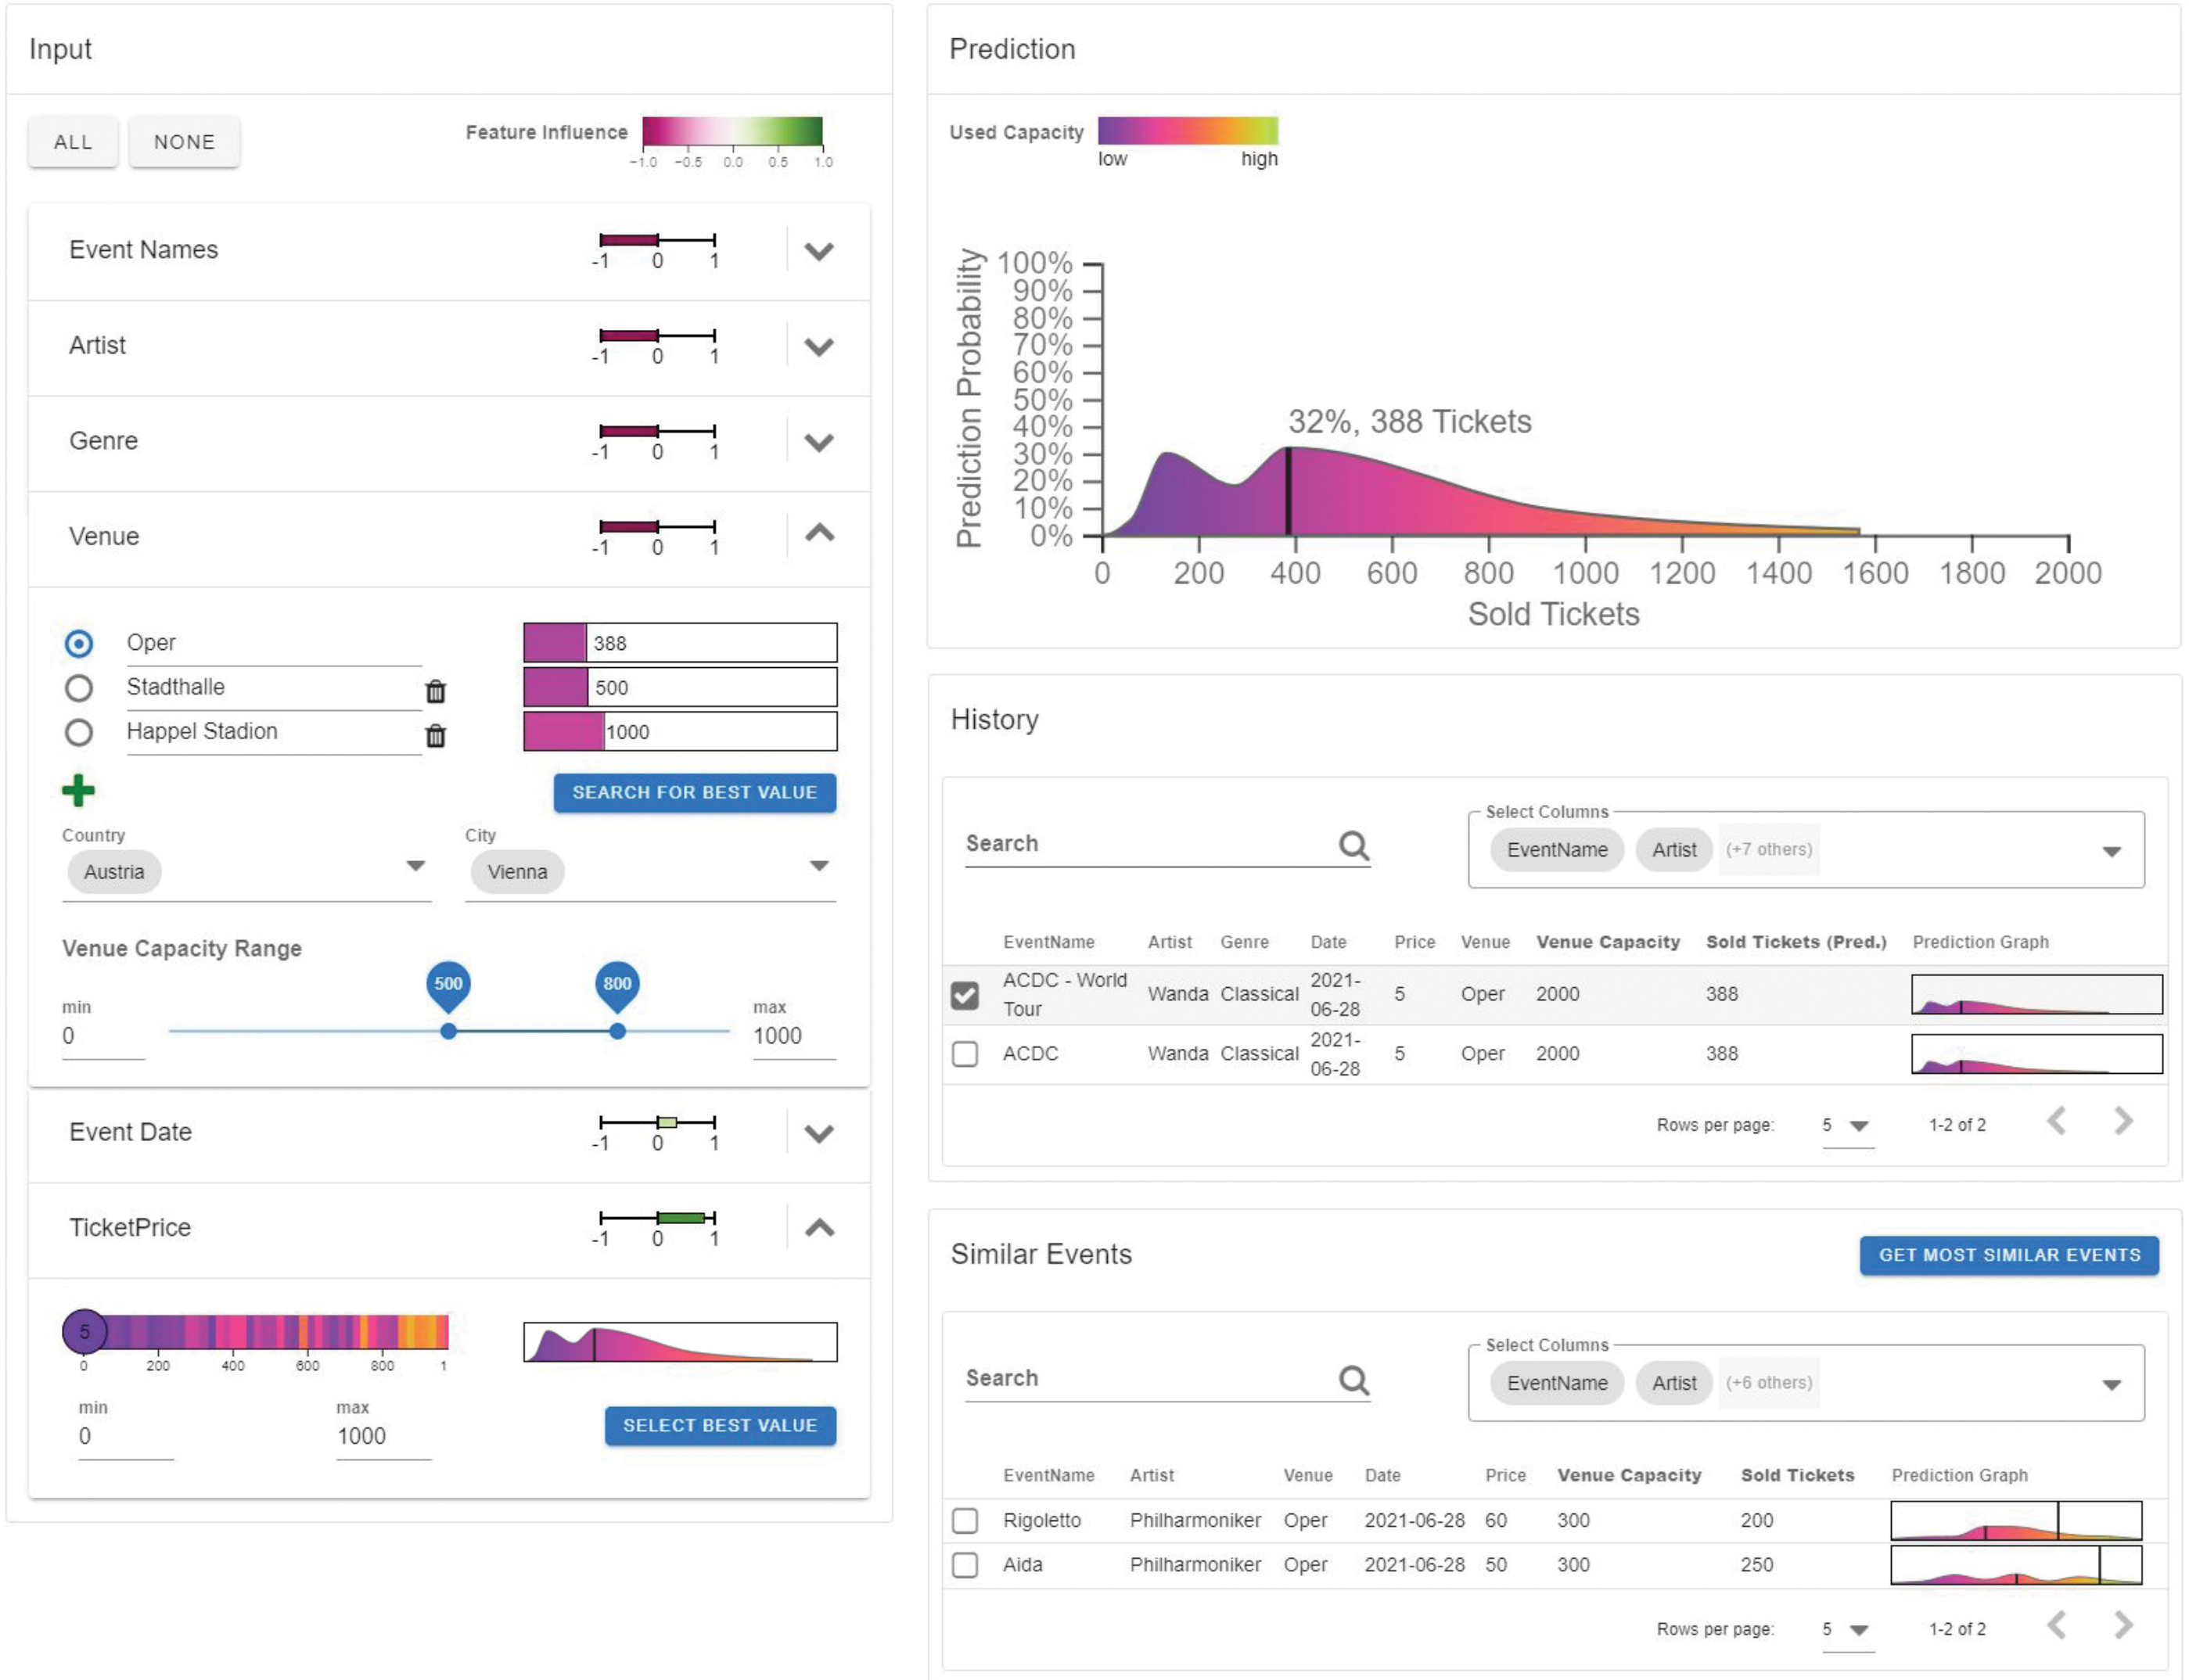 Input
ALL NONE Feature Influence
−1.0 −0.5 0.0 0.5 1.0
Event Names
-1 0 1
Artist
-1 0 1
Genre
-1 0 1
Venue
-1 0 1
Oper 388
Stadthalle 500
Happel Stadion 1000
SEARCH FOR BEST VALUE
Country City
Austria Vienna
Venue Capacity Range
500 800
min max
0 1000
Event Date
-1 0 1
TicketPrice
-1 0 1
5
0 200 400 600 800 1
min max
0 1000
SELECT BEST VALUE
Prediction
Used Capacity
low high
Prediction Probability
100%
90%
80%
70%
60%
50%
40%
30%
20%
10%
0%
32%, 388 Tickets
0 200 400 600 800 1000 1200 1400 1600 1800 2000
Sold Tickets
History
Search
Select Columns
EventName Artist (+7 others)
EventName Artist Genre Date Price Venue Venue Capacity Sold Tickets (Pred.) Prediction Graph
ACDC - World Tour Wanda Classical 2021-06-28 5 Oper 2000 388
ACDC Wanda Classical 2021-06-28 5 Oper 2000 388
Rows per page: 5 1-2 of 2
Similar Events
GET MOST SIMILAR EVENTS
Search
Select Columns
EventName Artist (+6 others)
EventName Artist Venue Date Price Venue Capacity Sold Tickets Prediction Graph
Rigoletto Philharmoniker Oper 2021-06-28 60 300 200
Aida Philharmoniker Oper 2021-06-28 50 300 250
Rows per page: 5 1-2 of 2